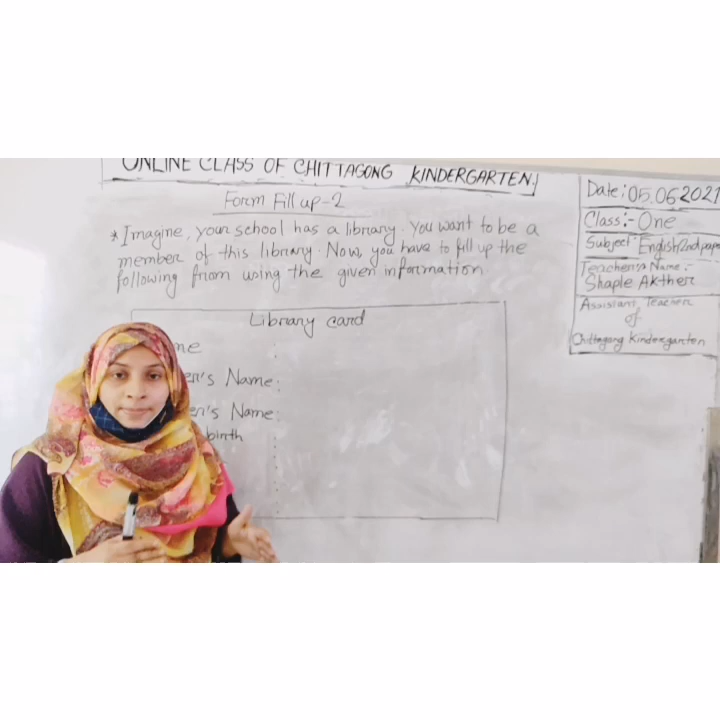 ONLINE CLASS OF CHITTAGONG KINDERGARTEN
Form Fill up-2
* Imagine, your school has a library. You want to be a
member of this library. Now, you have to fill up the
following from using the given information.
Library card
me
er's Name:
er's Name:
birth
Date: 05.06.2021
Class:- One
Subject: English 2nd pape
Teacher's Name:-
Shaple Akther
Assistant Teacher
of
Chittagong Kindergarten